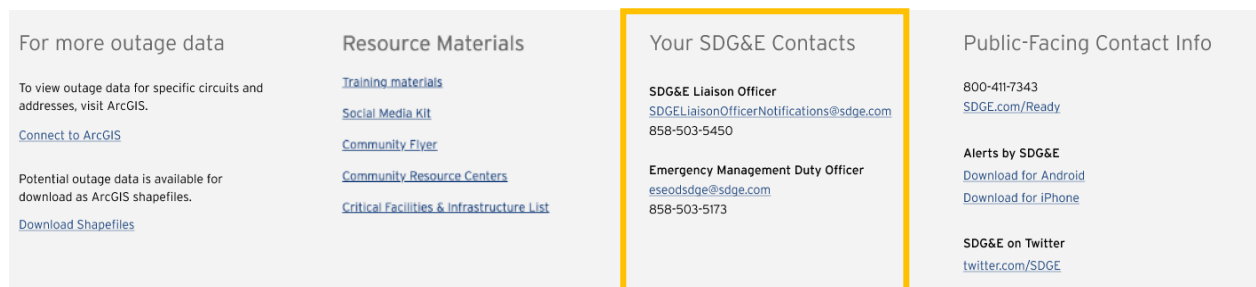 For more outage data
To view outage data for specific circuits and
addresses, visit ArcGIS.
Connect to ArcGIS
Potential outage data is available for
download as ArcGIS shapefiles.
Download Shapefiles
Resource Materials
Training materials
Social Media Kit
Community Flyer
Community Resource Centers
Critical Facilities & Infrastructure List
Your SDG&E Contacts
SDG&E Liaison Officer
SDGELiaisonOfficerNotifications@sdge.com
858-503-5450
Emergency Management Duty Officer
eseodsdge@sdge.com
858-503-5173
Public-Facing Contact Info
800-411-7343
SDGE.com/Ready
Alerts by SDG&E
Download for Android
Download for iPhone
SDG&E on Twitter
twitter.com/SDGE